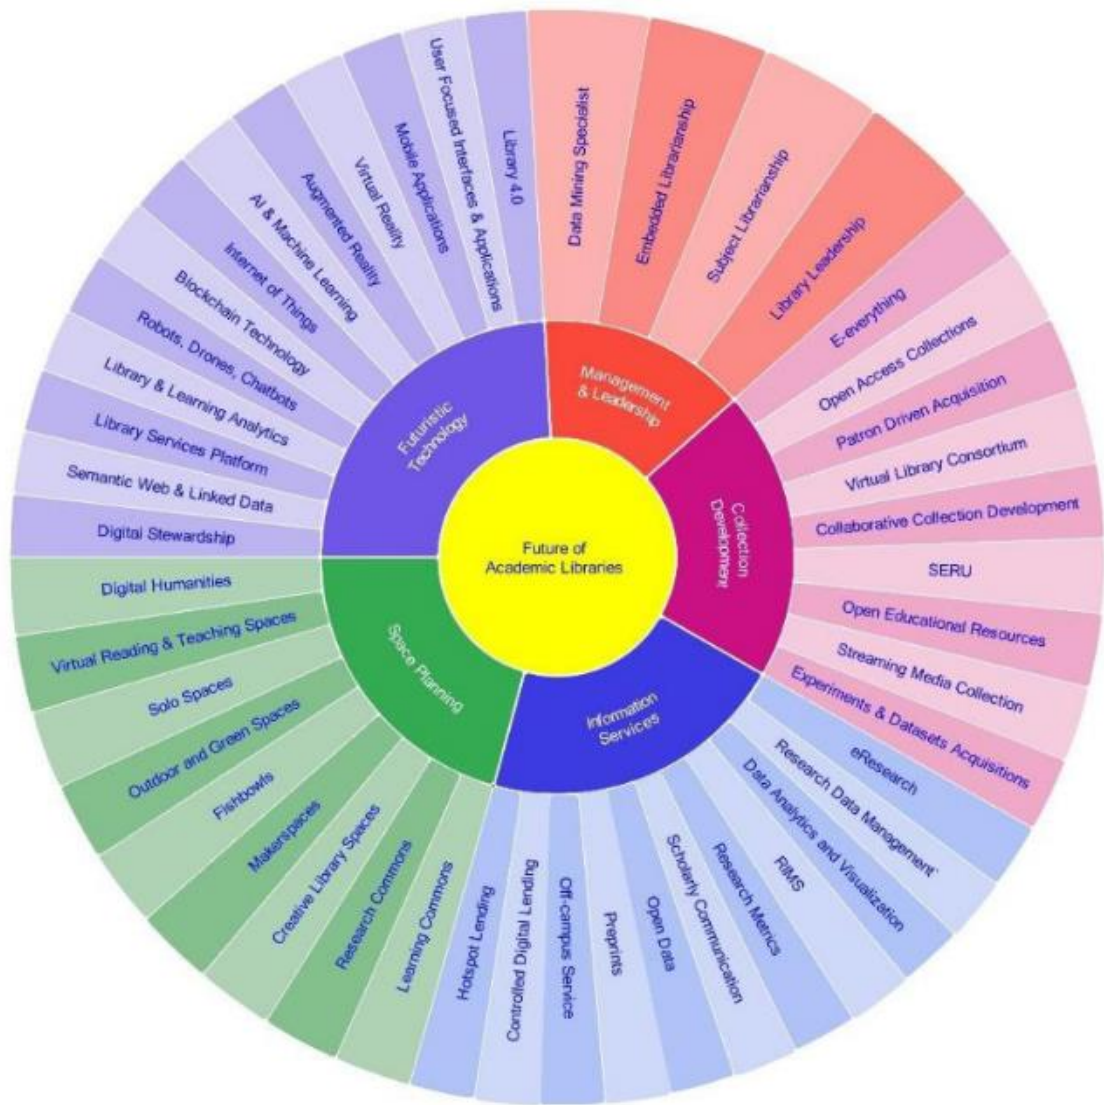 Future of
Academic Libraries
Management
& Leadership
Data Mining Specialist
Embedded Librarianship
Subject Librarianship
Library Leadership
Collection
Development
E-everything
Open Access Collections
Patron Driven Acquisition
Virtual Library Consortium
Collaborative Collection Development
SERU
Open Educational Resources
Streaming Media Collection
Experiments & Datasets Acquisitions
Information
Services
eResearch
Research Data Management`
Data Analytics and Visualization
RIMS
Research Metrics
Scholarly Communication
Open Data
Preprints
Off-campus Service
Controlled Digital Lending
Hotspot Lending
Space Planning
Learning Commons
Research Commons
Creative Library Spaces
Makerspaces
Fishbowls
Outdoor and Green Spaces
Solo Spaces
Virtual Reading & Teaching Spaces
Digital Humanities
Futuristic
Technology
Digital Stewardship
Semantic Web & Linked Data
Library Services Platform
Library & Learning Analytics
Robots, Drones, Chatbots
Blockchain Technology
Internet of Things
AI & Machine Learning
Augmented Reality
Virtual Reality
Mobile Applications
User Focused Interfaces & Applications
Library 4.0